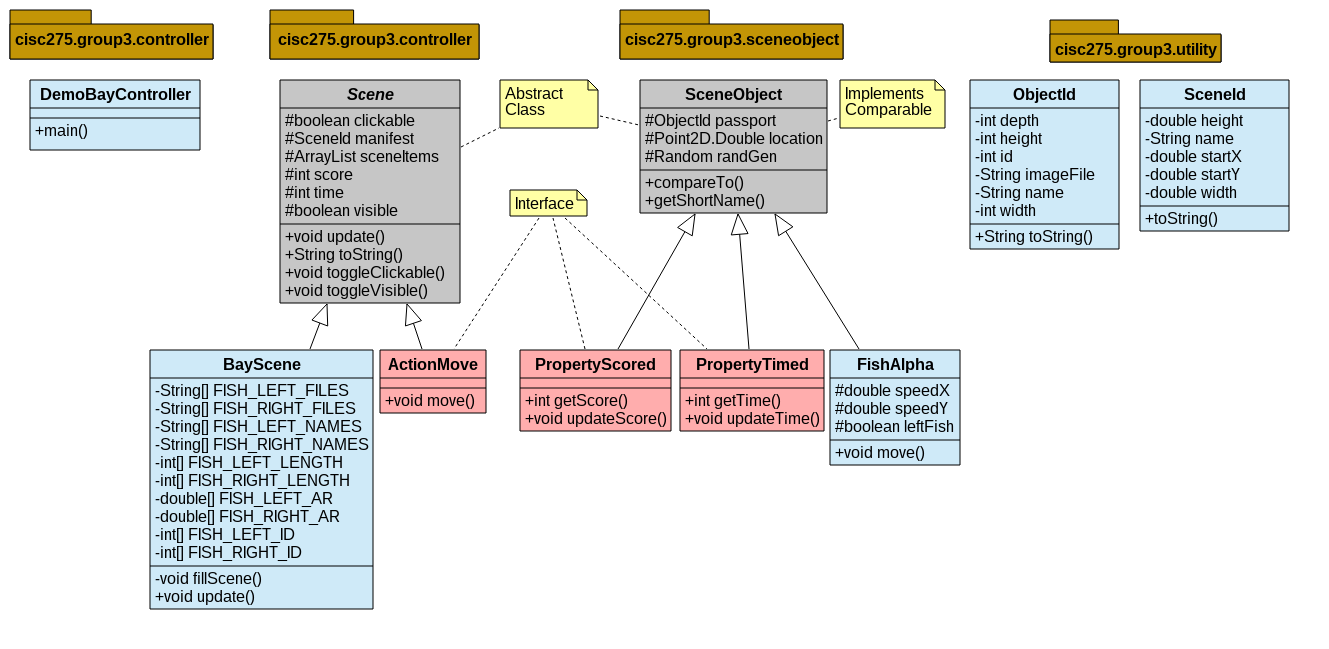 cisc275.group3.controller
DemoBayController
+main()
cisc275.group3.controller
Scene
#boolean clickable
#SceneId manifest
#ArrayList sceneItems
#int score
#int time
#boolean visible
+void update()
+String toString()
+void toggleClickable()
+void toggleVisible()
Abstract
Class
Interface
cisc275.group3.sceneobject
SceneObject
#ObjectId passport
#Point2D.Double location
#Random randGen
+compareTo()
+getShortName()
Implements
Comparable
cisc275.group3.utility
ObjectId
-int depth
-int height
-int id
-String imageFile
-String name
-int width
+String toString()
SceneId
-double height
-String name
-double startX
-double startY
-double width
+toString()
BayScene
-String[] FISH_LEFT_FILES
-String[] FISH_RIGHT_FILES
-String[] FISH_LEFT_NAMES
-String[] FISH_RIGHT_NAMES
-int[] FISH_LEFT_LENGTH
-int[] FISH_RIGHT_LENGTH
-double[] FISH_LEFT_AR
-double[] FISH_RIGHT_AR
-int[] FISH_LEFT_ID
-int[] FISH_RIGHT_ID
-void fillScene()
+void update()
ActionMove
+void move()
PropertyScored
+int getScore()
+void updateScore()
PropertyTimed
+int getTime()
+void updateTime()
FishAlpha
#double speedX
#double speedY
#boolean leftFish
+void move()